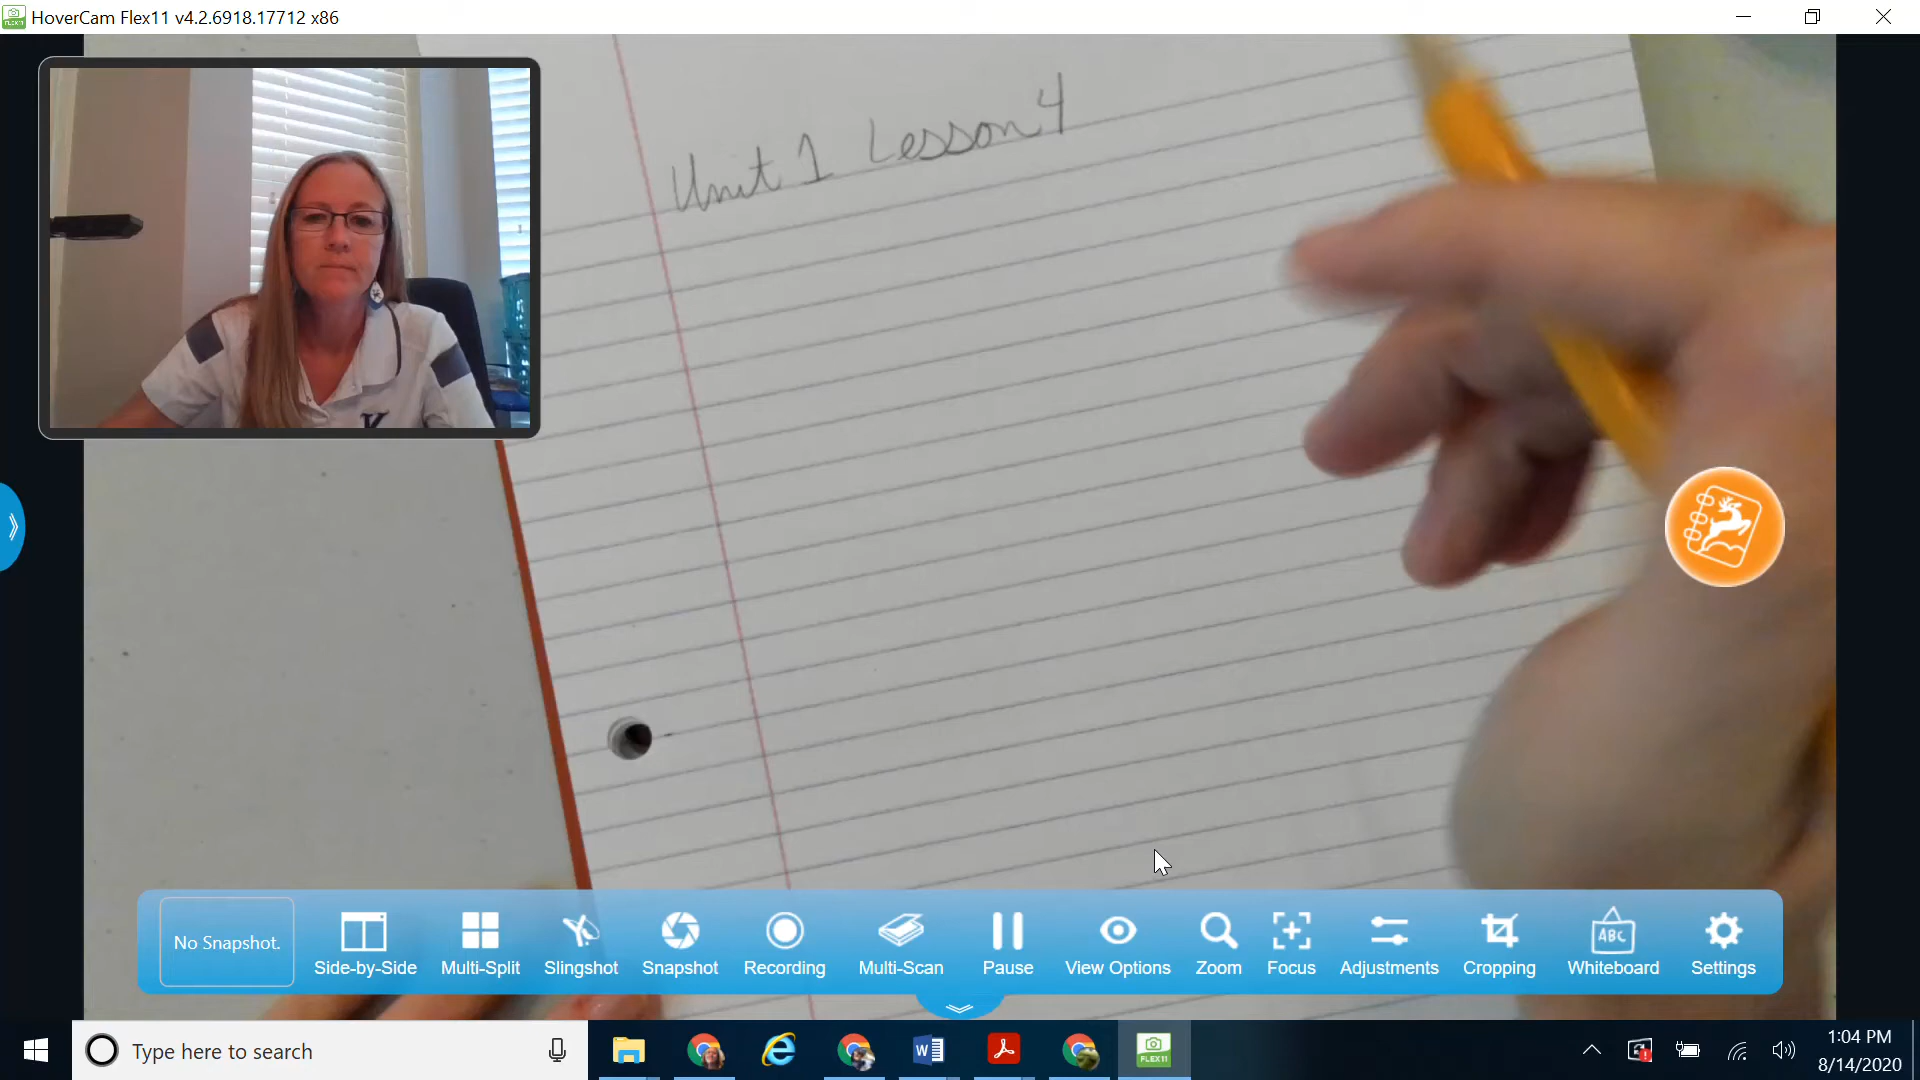 HoverCam Flex11 v4.2.6918.17712 x86
Unit 1 Lesson 4
No Snapshot.
Side-by-Side
Multi-Split
Slingshot
Snapshot
Recording
Multi-Scan
Pause
View Options
Zoom
Focus
Adjustments
Cropping
ABC
Whiteboard
Settings
Type here to search
FLEX11
1:04 PM
8/14/2020